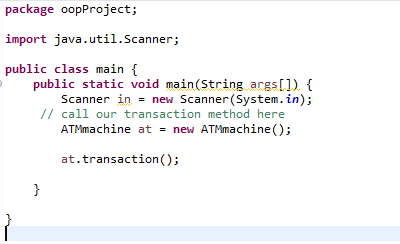 package oopProject;
import java.util.Scanner;
public class main {
public static void main(String args[]) {
Scanner in = new Scanner(System.in);
// call our transaction method here
ATMmachine at = new ATMmachine();
at.transaction();
}
}